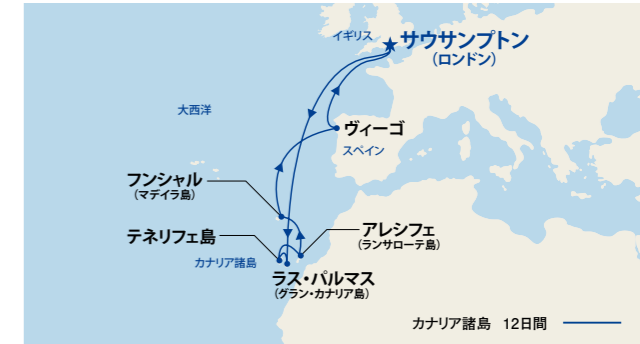 イギリス
サウサンプトン
(ロンドン)
大西洋
ヴィーゴ
スペイン
フンシャル
(マデイラ島)
テネリフェ島
アレシフェ
(ランサローテ島)
カナリア諸島
ラス・パルマス
(グラン・カナリア島)
カナリア諸島 12日間